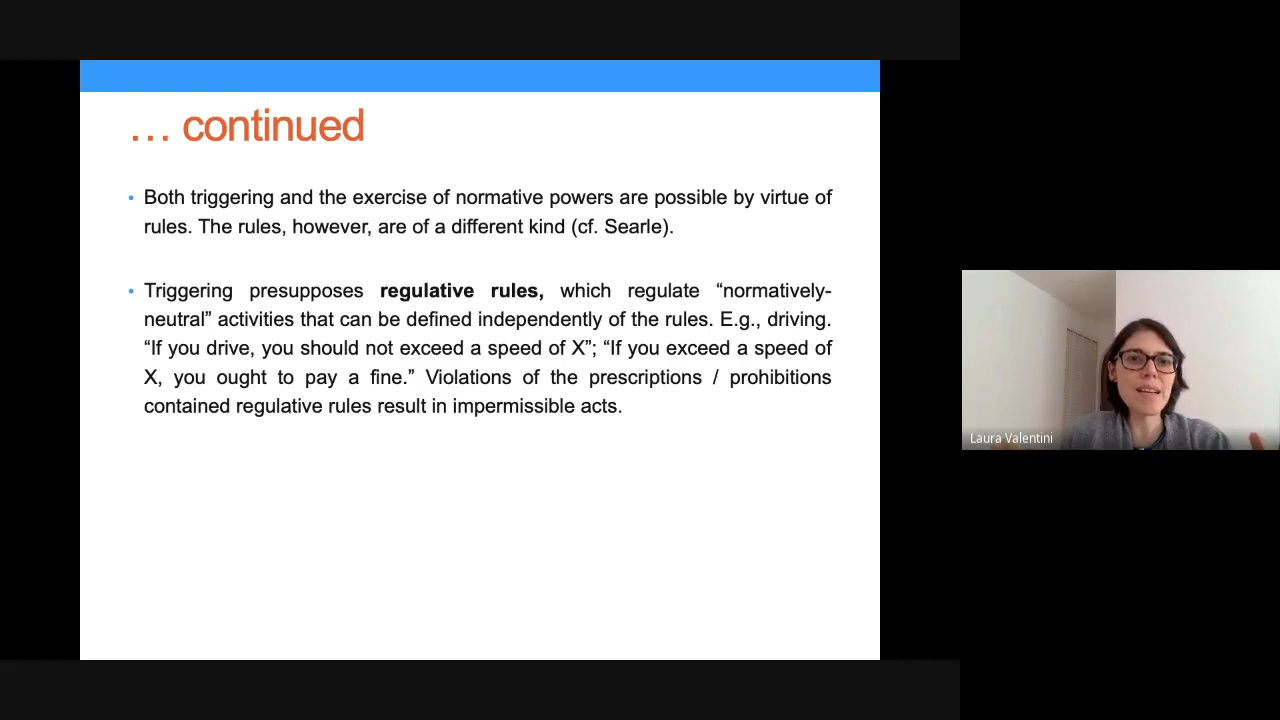 … continued
• Both triggering and the exercise of normative powers are possible by virtue of
rules. The rules, however, are of a different kind (cf. Searle).
• Triggering presupposes regulative rules, which regulate “normatively-
neutral” activities that can be defined independently of the rules. E.g., driving.
“If you drive, you should not exceed a speed of X”; “If you exceed a speed of
X, you ought to pay a fine.” Violations of the prescriptions / prohibitions
contained regulative rules result in impermissible acts.
Laura Valentini